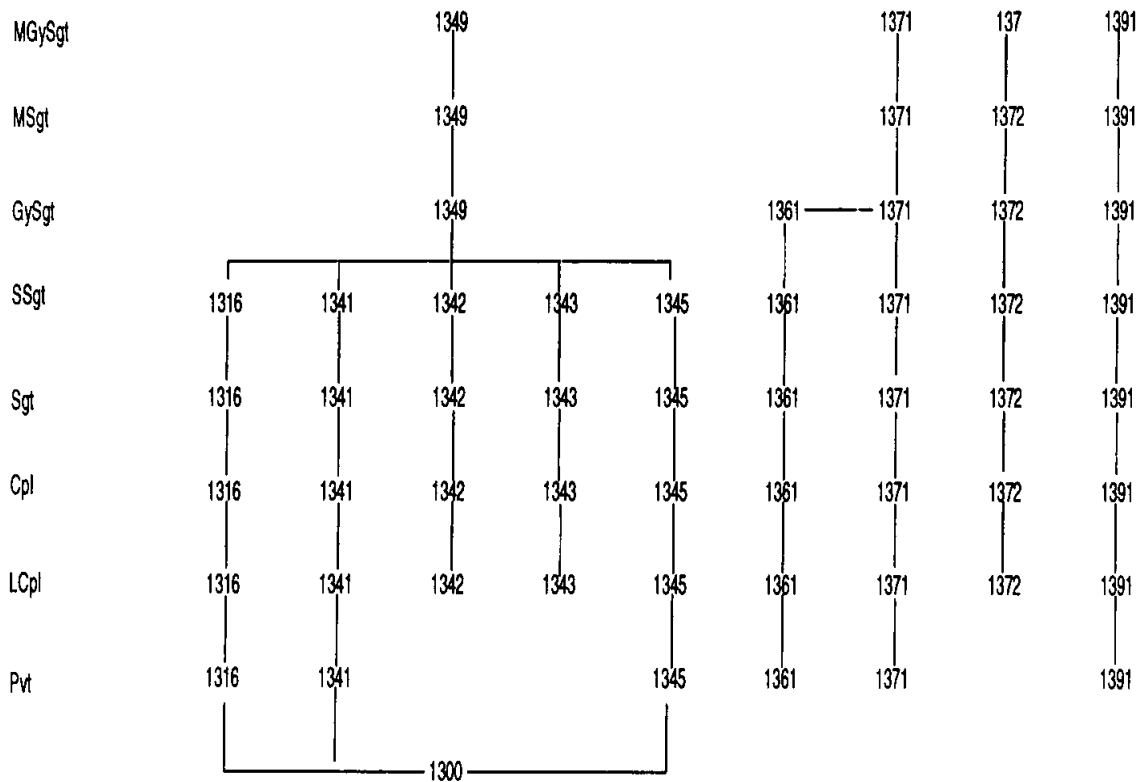 MGySgt 1349 1371 137 1391
MSgt 1349 1371 1372 1391
GySgt 1349 1361 1371 1372 1391
SSgt 1316 1341 1342 1343 1345 1361 1371 1372 1391
Sgt 1316 1341 1342 1343 1345 1361 1371 1372 1391
Cpl 1316 1341 1342 1343 1345 1361 1371 1372 1391
LCpl 1316 1341 1342 1343 1345 1361 1371 1372 1391
Pvt 1316 1341 1345 1361 1371 1391
1300